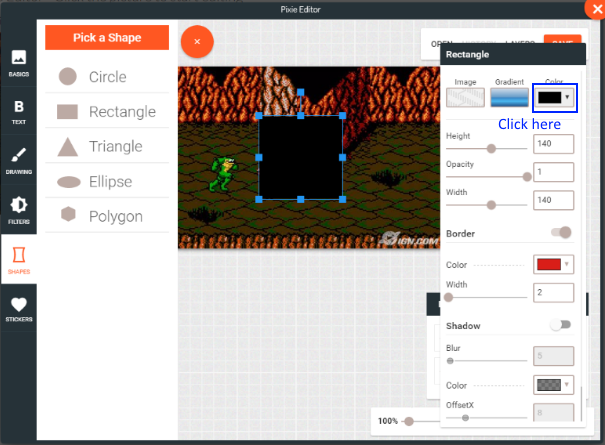 Pixie Editor
Pick a Shape
×
OPEN
LAYERS
SAVE
×
BASICS
B
TEXT
DRAWING
FILTERS
SHAPES
STICKERS
Circle
Rectangle
Triangle
Ellipse
Polygon
IGN.COM
Rectangle
Image
Gradient
Color
Click here
Height
140
Opacity
1
Width
140
Border
Color
Width
2
Shadow
Blur
5
Color
OffsetX
8
100%